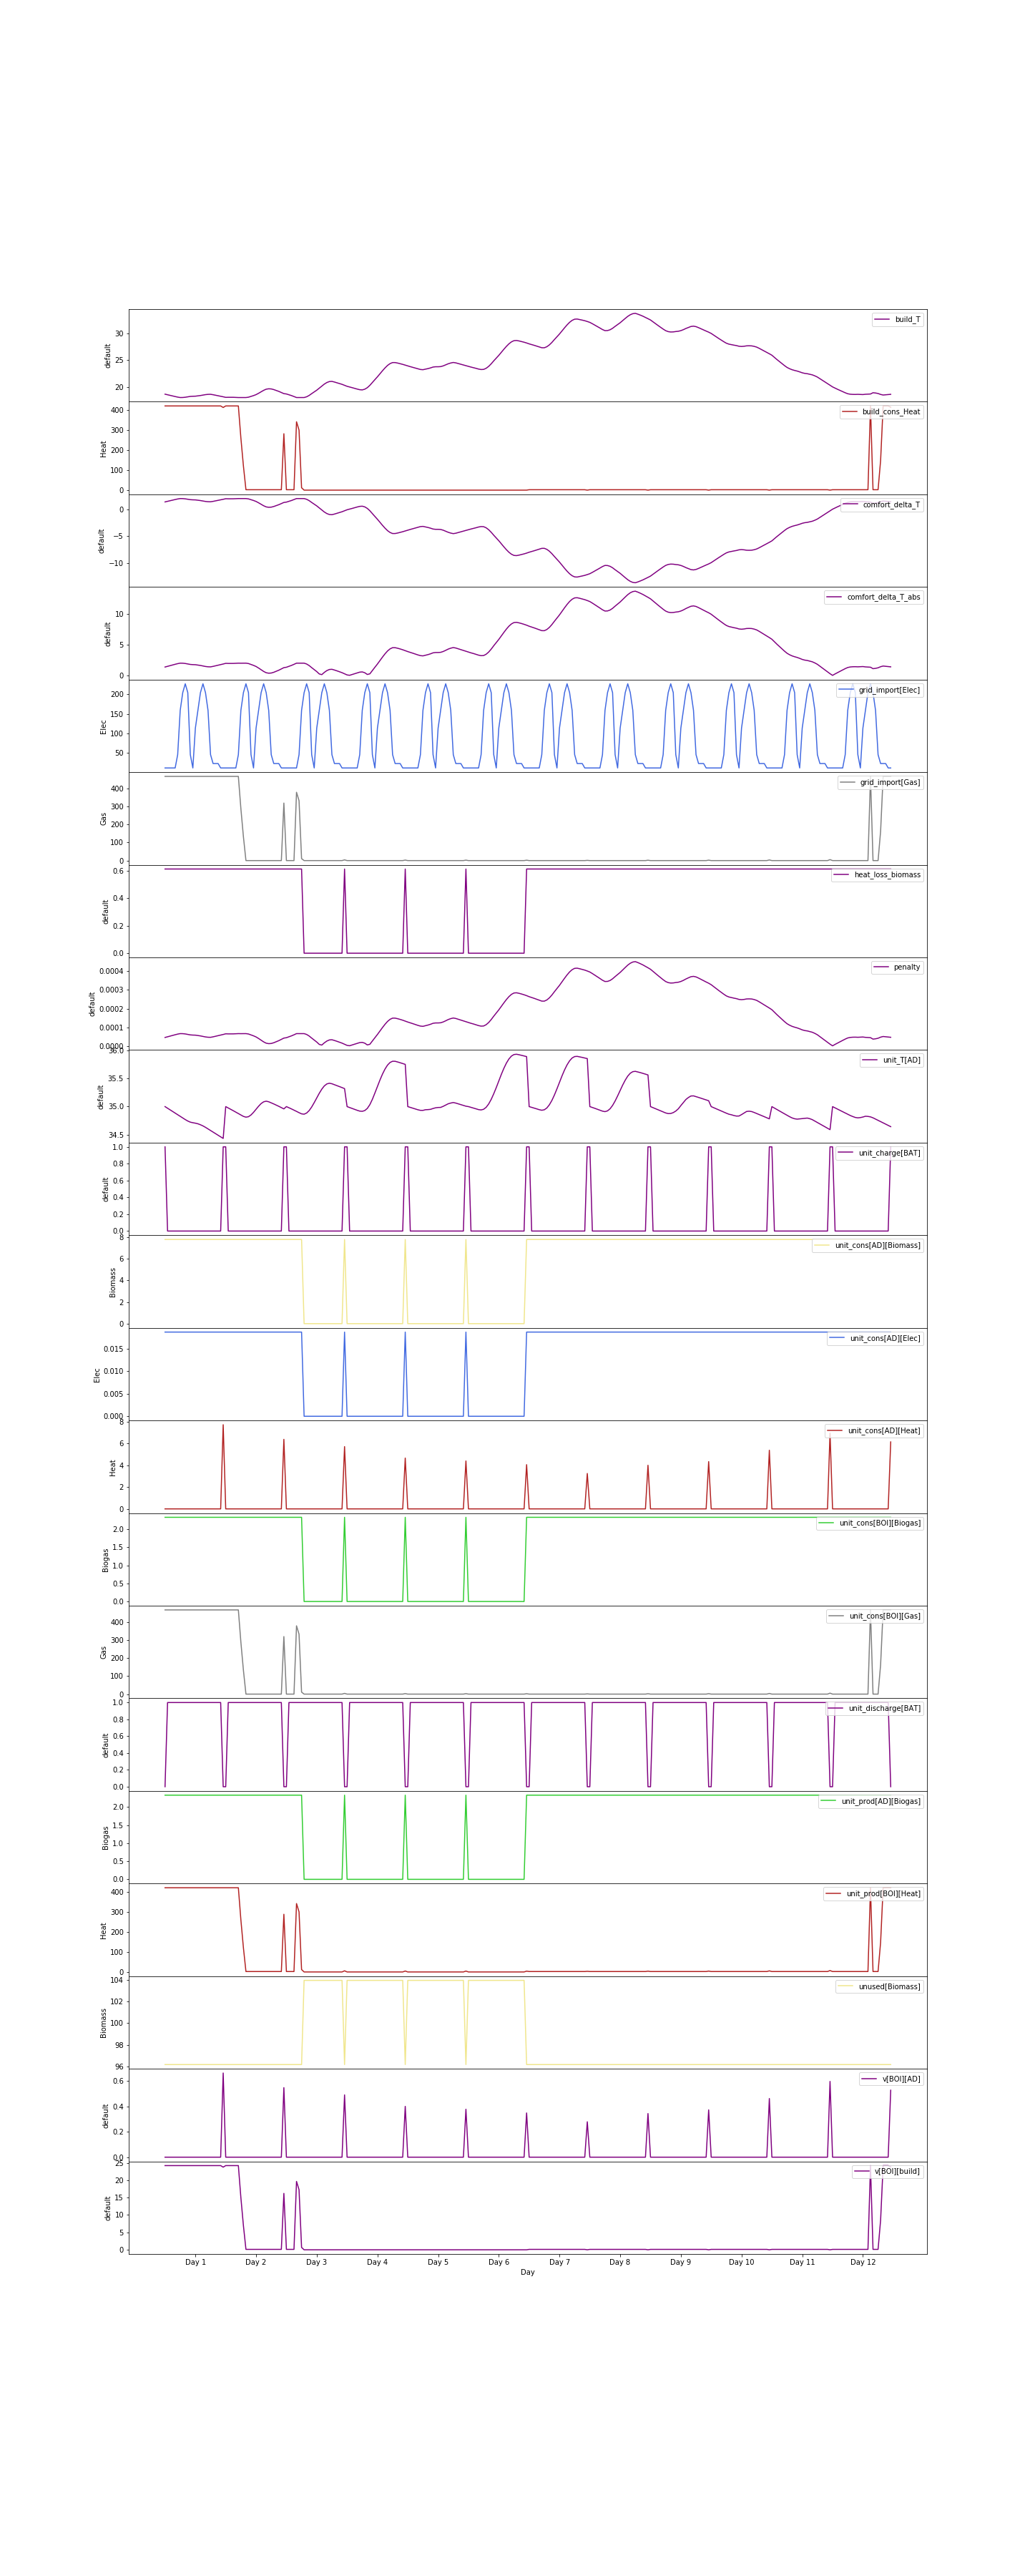 build_T
default
30
25
20
build_cons_Heat
Heat
400
300
200
100
0
comfort_delta_T
default
0
−5
−10
comfort_delta_T_abs
default
10
5
0
grid_import[Elec]
Elec
200
150
100
50
grid_import[Gas]
Gas
400
300
200
100
0
heat_loss_biomass
default
0.6
0.4
0.2
0.0
penalty
default
0.0004
0.0003
0.0002
0.0001
0.0000
unit_T[AD]
default
36.0
35.5
35.0
34.5
unit_charge[BAT]
default
1.0
0.8
0.6
0.4
0.2
0.0
unit_cons[AD][Biomass]
Biomass
8
6
4
2
0
unit_cons[AD][Elec]
Elec
0.015
0.010
0.005
0.000
unit_cons[AD][Heat]
Heat
8
6
4
2
0
unit_cons[BOI][Biogas]
Biogas
2.0
1.5
1.0
0.5
0.0
unit_cons[BOI][Gas]
Gas
400
300
200
100
0
unit_discharge[BAT]
default
1.0
0.8
0.6
0.4
0.2
0.0
unit_prod[AD][Biogas]
Biogas
2.0
1.5
1.0
0.5
0.0
unit_prod[BOI][Heat]
Heat
400
300
200
100
0
unused[Biomass]
Biomass
104
102
100
98
96
v[BOI][AD]
default
0.6
0.4
0.2
0.0
v[BOI][build]
default
25
20
15
10
5
0
Day 1 Day 2 Day 3 Day 4 Day 5 Day 6 Day 7 Day 8 Day 9 Day 10 Day 11 Day 12
Day